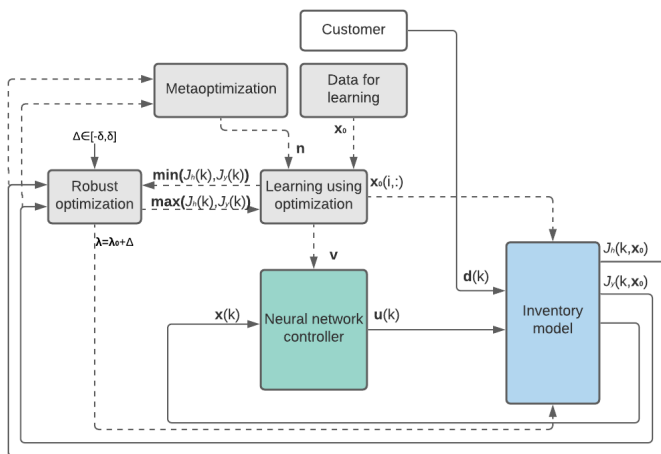 Customer
Metaoptimization
Data for
learning
x₀
Δ∈[-δ,δ]
n
Robust
optimization
min(Jₕ(k),Jᵧ(k))
max(Jₕ(k),Jᵧ(k))
Learning using
optimization
x₀(i,:)
λ=λ₀+Δ
v
d(k)
Jₕ(k,x₀)
Jᵧ(k,x₀)
x(k)
Neural network
controller
u(k)
Inventory
model